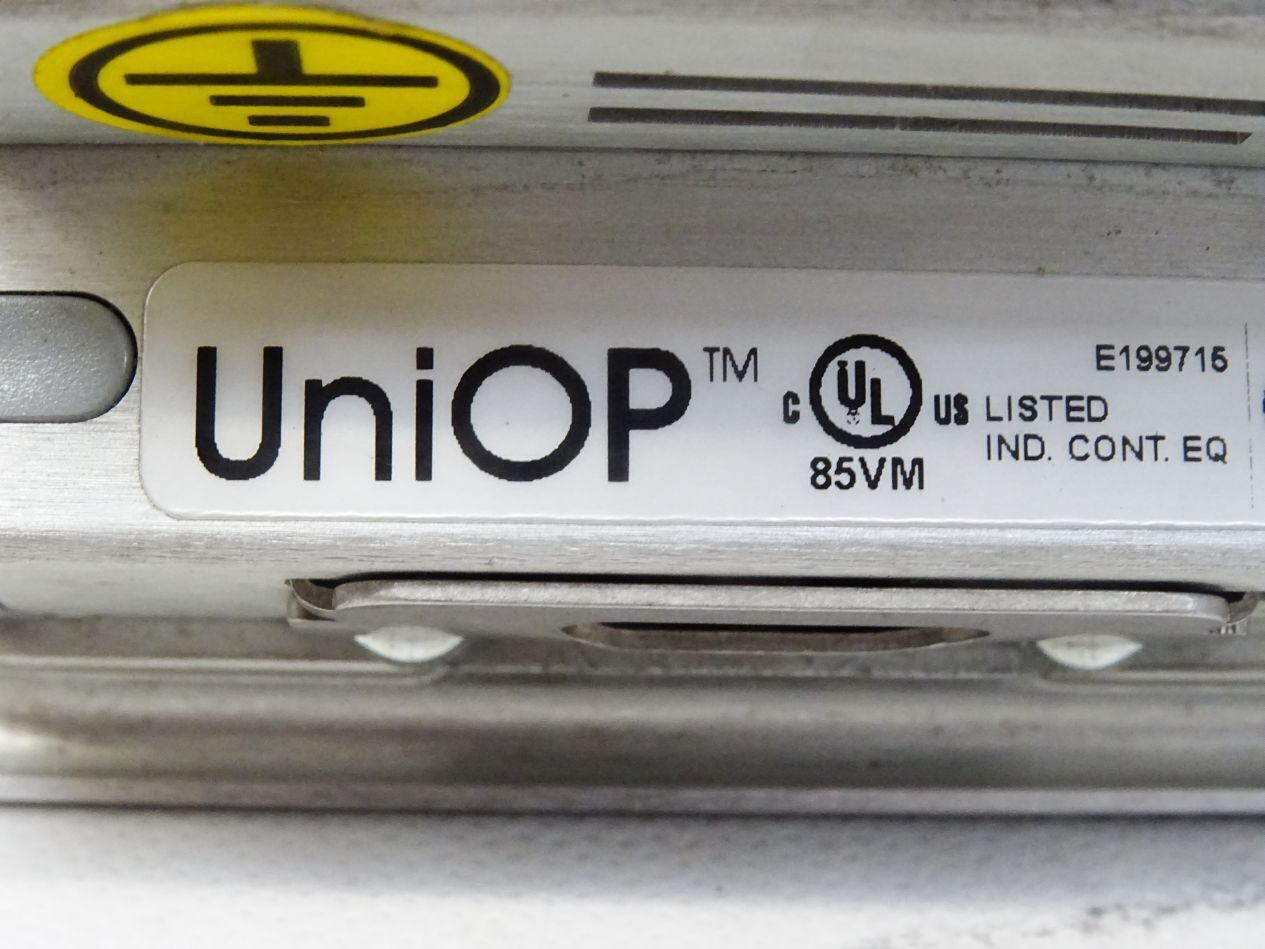 UniOP™
C UL US LISTED
E199715
IND. CONT. EQ
85VM